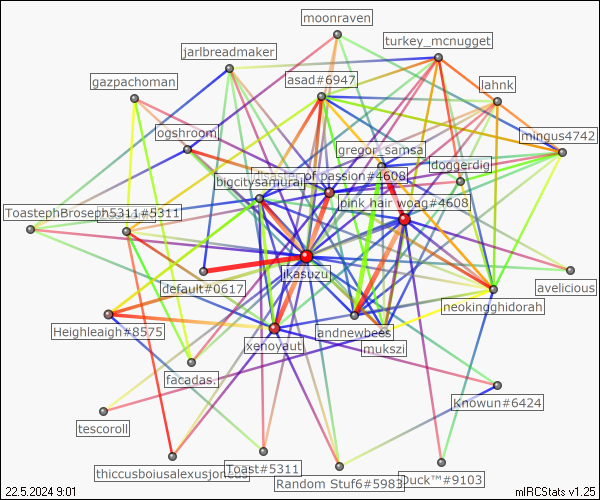 moonraven
jarlbreadmaker
turkey_mcnugget
asad#6947
gazpachoman
lahnk
ogshroom
mingus4742
gregor_samsa
doggerdig
disaster of passion#4608
bigcitysamurai
pink hair woag#4608
ToastephBroseph5311#5311
ikasuzu
default#0617
avelicious
neokingghidorah
Heighleaigh#8575
andnewbees
xenoyauti
mukszi
facadas.
Knowun#6424
tescoroll
thiccusboiusalexusjoneus
Toast#5311
Random Stuf6#5983
Duck™#9103
22.5.2024 9:01
mIRCStats v1.25